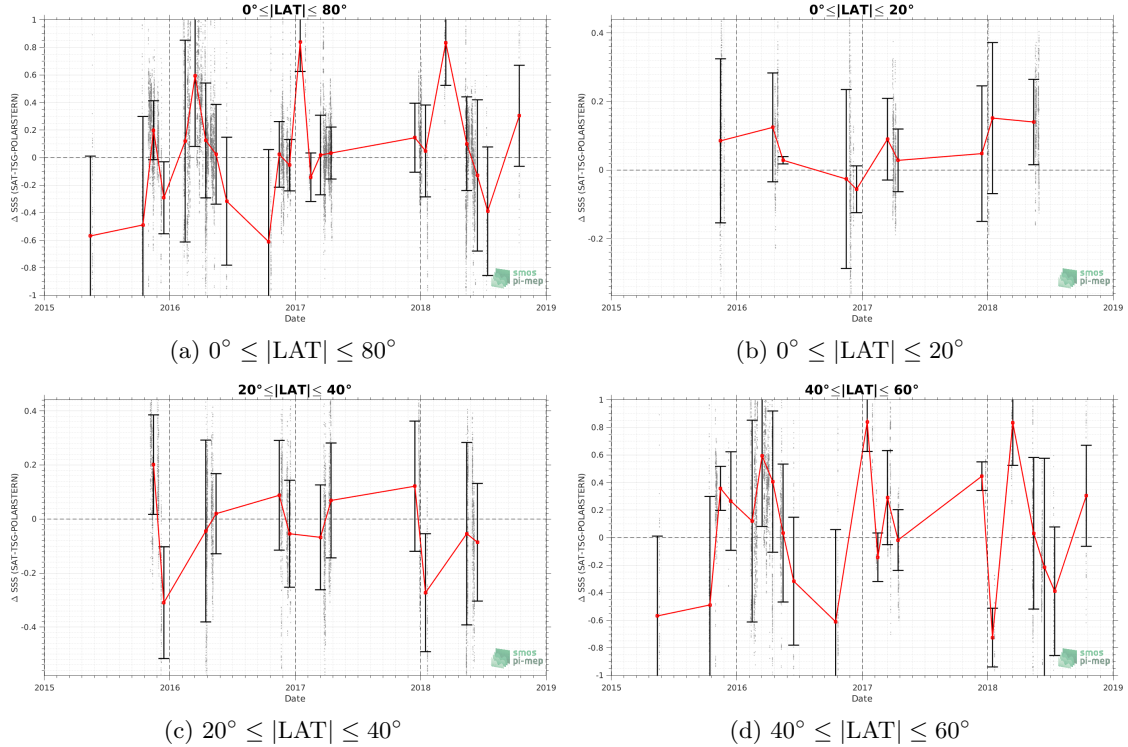 0°≤|LAT|≤ 80°
Δ SSS (SAT-TSG-POLARSTERN)
1
0.8
0.6
0.4
0.2
0
-0.2
-0.4
-0.6
-0.8
-1
2015
2016
2017
2018
2019
Date
smos
pi-mep
(a) 0° ≤ |LAT| ≤ 80°
0°≤|LAT|≤ 20°
Δ SSS (SAT-TSG-POLARSTERN)
0.4
0.2
0
-0.2
2015
2016
2017
2018
2019
Date
smos
pi-mep
(b) 0° ≤ |LAT| ≤ 20°
20°≤|LAT|≤ 40°
Δ SSS (SAT-TSG-POLARSTERN)
0.4
0.2
0
-0.2
-0.4
2015
2016
2017
2018
2019
Date
smos
pi-mep
(c) 20° ≤ |LAT| ≤ 40°
40°≤|LAT|≤ 60°
Δ SSS (SAT-TSG-POLARSTERN)
1
0.8
0.6
0.4
0.2
0
-0.2
-0.4
-0.6
-0.8
-1
2015
2016
2017
2018
2019
Date
smos
pi-mep
(d) 40° ≤ |LAT| ≤ 60°